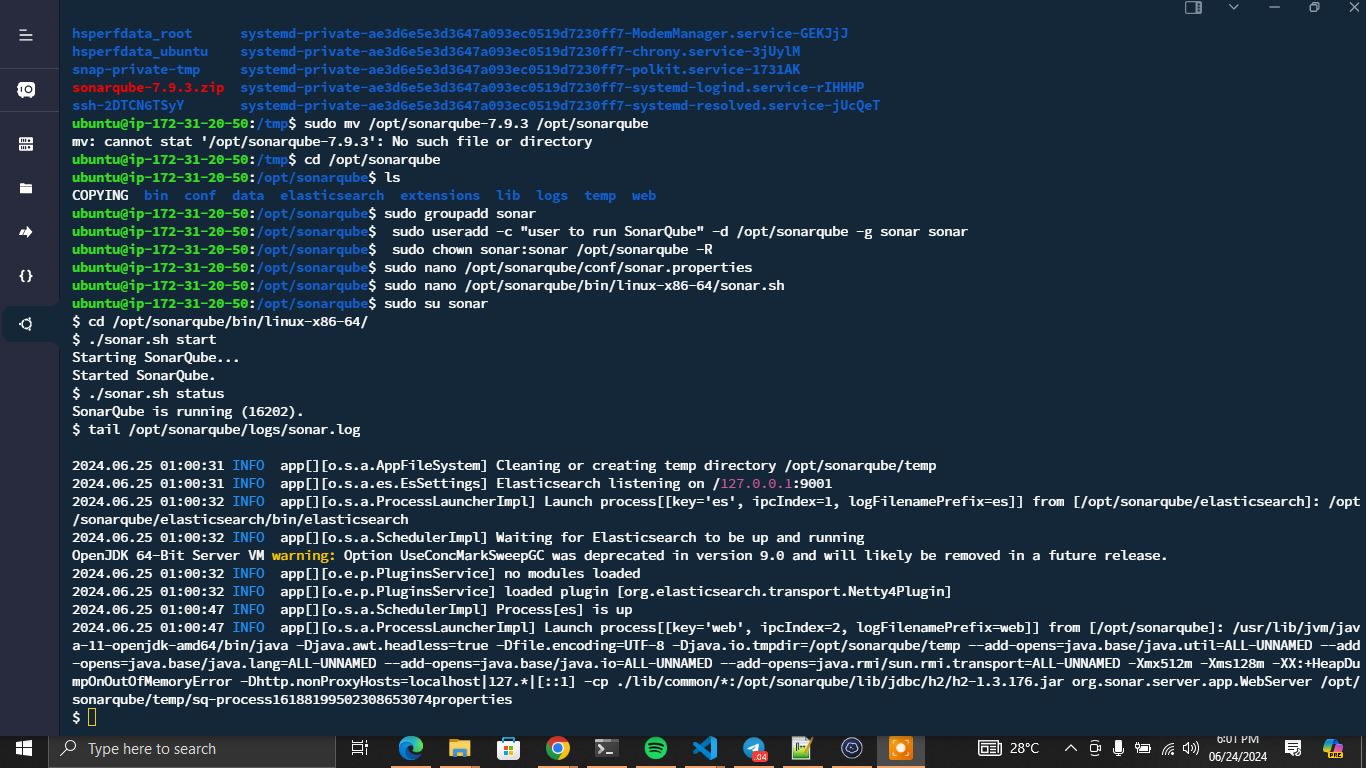 hsperfdata_root systemd-private-ae3d6e5e3d3647a093ec0519d7230ff7-ModemManager.service-GEKJjJ
hsperfdata_ubuntu systemd-private-ae3d6e5e3d3647a093ec0519d7230ff7-chrony.service-3jUylM
snap-private-tmp systemd-private-ae3d6e5e3d3647a093ec0519d7230ff7-polkit.service-1731AK
sonarqube-7.9.3.zip systemd-private-ae3d6e5e3d3647a093ec0519d7230ff7-systemd-logind.service-rIHHHP
ssh-2DTCNGTSyY systemd-private-ae3d6e5e3d3647a093ec0519d7230ff7-systemd-resolved.service-jUcQeT
ubuntu@ip-172-31-20-50:/tmp$ sudo mv /opt/sonarqube-7.9.3 /opt/sonarqube
mv: cannot stat '/opt/sonarqube-7.9.3': No such file or directory
ubuntu@ip-172-31-20-50:/tmp$ cd /opt/sonarqube
ubuntu@ip-172-31-20-50:/opt/sonarqube$ ls
COPYING bin conf data elasticsearch extensions lib logs temp web
ubuntu@ip-172-31-20-50:/opt/sonarqube$ sudo groupadd sonar
ubuntu@ip-172-31-20-50:/opt/sonarqube$ sudo useradd -c "user to run SonarQube" -d /opt/sonarqube -g sonar sonar
ubuntu@ip-172-31-20-50:/opt/sonarqube$ sudo chown sonar:sonar /opt/sonarqube -R
ubuntu@ip-172-31-20-50:/opt/sonarqube$ sudo nano /opt/sonarqube/conf/sonar.properties
ubuntu@ip-172-31-20-50:/opt/sonarqube$ sudo nano /opt/sonarqube/bin/linux-x86-64/sonar.sh
ubuntu@ip-172-31-20-50:/opt/sonarqube$ sudo su sonar
$ cd /opt/sonarqube/bin/linux-x86-64/
$ ./sonar.sh start
Starting SonarQube...
Started SonarQube.
$ ./sonar.sh status
SonarQube is running (16202).
$ tail /opt/sonarqube/logs/sonar.log
2024.06.25 01:00:31 INFO app[][o.s.a.AppFileSystem] Cleaning or creating temp directory /opt/sonarqube/temp
2024.06.25 01:00:31 INFO app[][o.s.a.es.EsSettings] Elasticsearch listening on /127.0.0.1:9001
2024.06.25 01:00:32 INFO app[][o.s.a.ProcessLauncherImpl] Launch process[[key='es', ipcIndex=1, logFilenamePrefix=es]] from [/opt/sonarqube/elasticsearch]: /opt
/sonarqube/elasticsearch/bin/elasticsearch
2024.06.25 01:00:32 INFO app[][o.s.a.SchedulerImpl] Waiting for Elasticsearch to be up and running
OpenJDK 64-Bit Server VM warning: Option UseConcMarkSweepGC was deprecated in version 9.0 and will likely be removed in a future release.
2024.06.25 01:00:32 INFO app[][o.e.p.PluginsService] no modules loaded
2024.06.25 01:00:32 INFO app[][o.e.p.PluginsService] loaded plugin [org.elasticsearch.transport.Netty4Plugin]
2024.06.25 01:00:47 INFO app[][o.s.a.SchedulerImpl] Process[es] is up
2024.06.25 01:00:47 INFO app[][o.s.a.ProcessLauncherImpl] Launch process[[key='web', ipcIndex=2, logFilenamePrefix=web]] from [/opt/sonarqube]: /usr/lib/jvm/jav
a-11-openjdk-amd64/bin/java -Djava.awt.headless=true -Dfile.encoding=UTF-8 -Djava.io.tmpdir=/opt/sonarqube/temp --add-opens=java.base/java.util=ALL-UNNAMED --add
-opens=java.base/java.lang=ALL-UNNAMED --add-opens=java.base/java.io=ALL-UNNAMED --add-opens=java.rmi/sun.rmi.transport=ALL-UNNAMED -Xmx512m -Xms128m -XX:+HeapDu
mpOnOutOfMemoryError -Dhttp.nonProxyHosts=localhost|127.*|[::1] -cp ./lib/common/*:/opt/sonarqube/lib/jdbc/h2/h2-1.3.176.jar org.sonar.server.app.WebServer /opt/
sonarqube/temp/sq-process16188199502308653074properties
$
Type here to search
.04
28°C
6:01 PM
06/24/2024
PRE